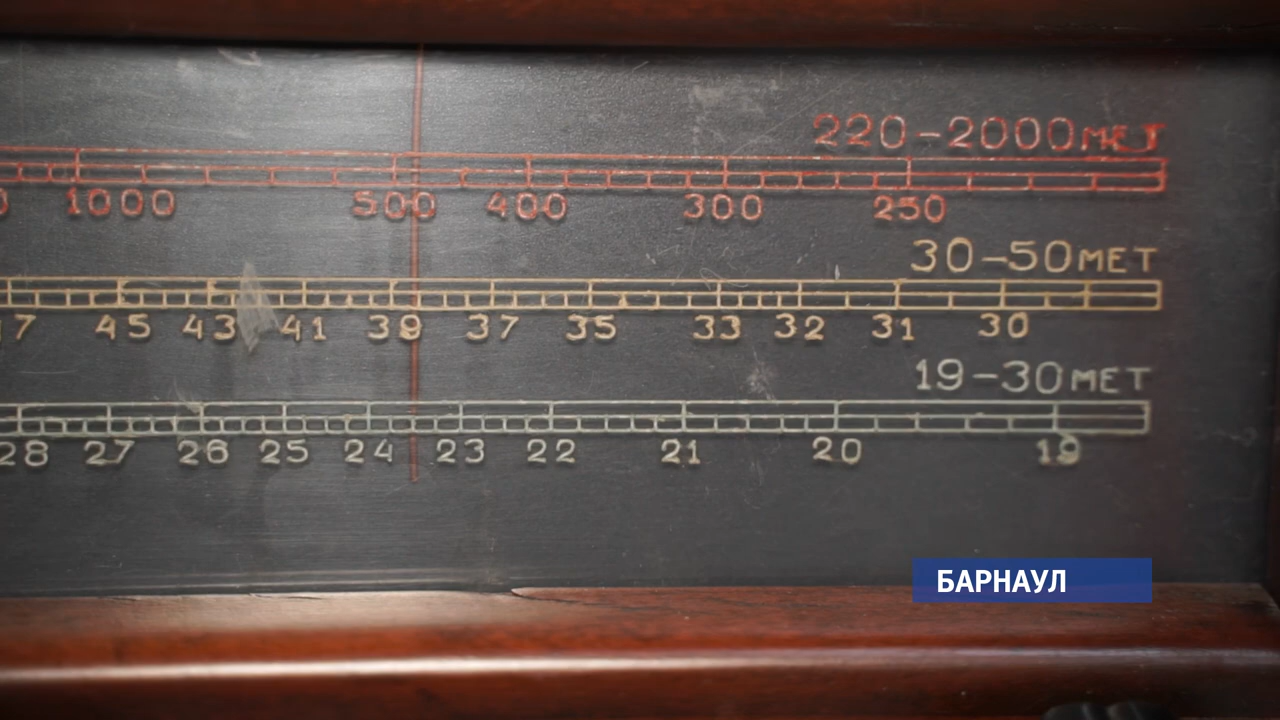 220-2000МЕТ
1000 500 400 300 250
30-50МЕТ
45 43 41 39 37 35 33 32 31 30
19-30МЕТ
28 27 26 25 24 23 22 21 20 19
БАРНАУЛ